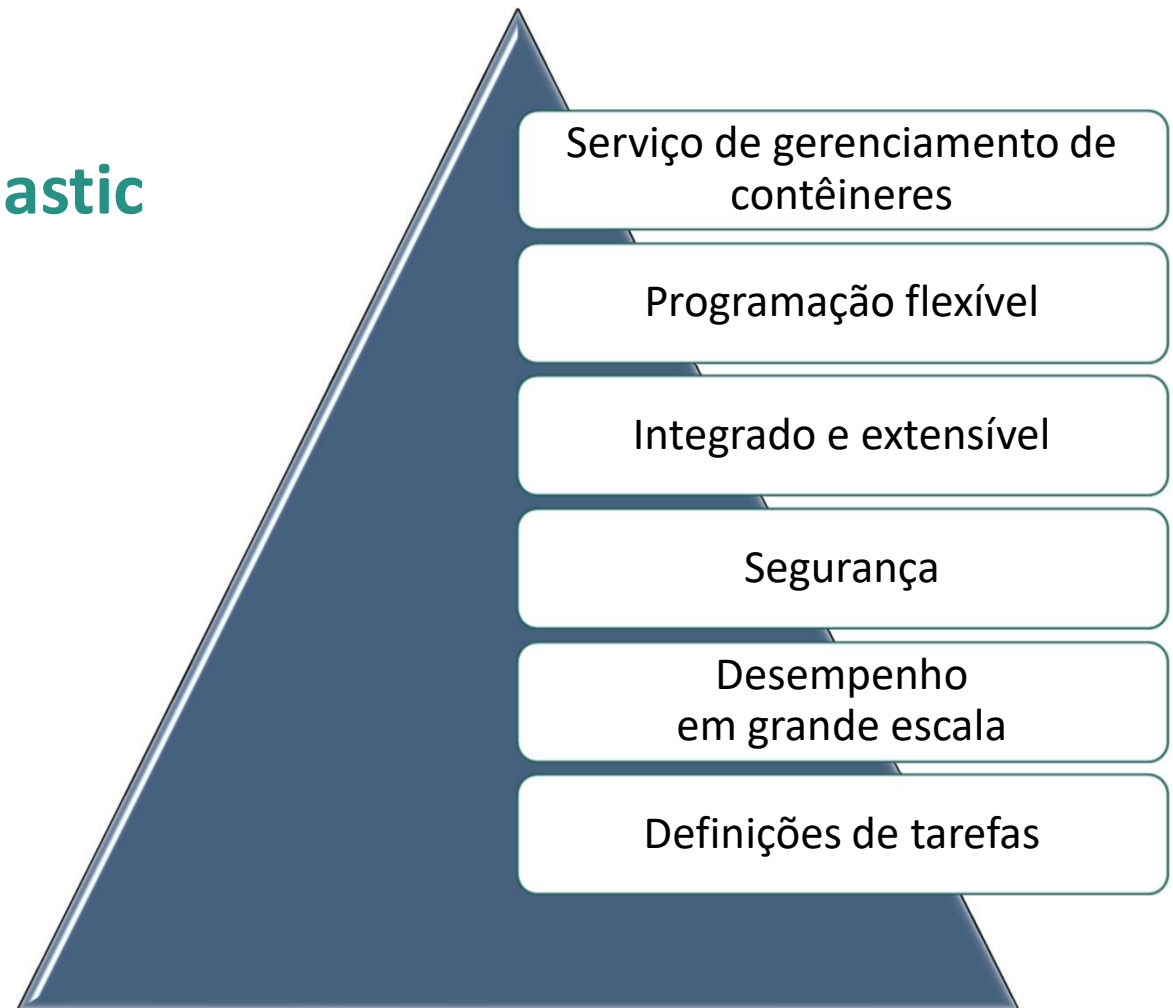 astic
Serviço de gerenciamento de
contêineres
Programação flexível
Integrado e extensível
Segurança
Desempenho
em grande escala
Definições de tarefas